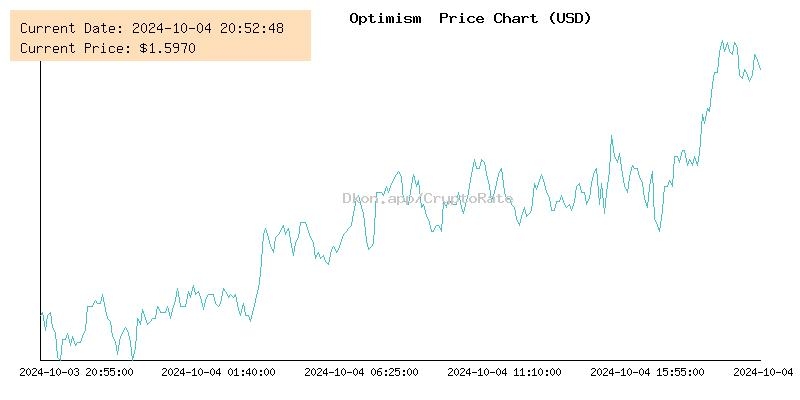 Optimism  Price Chart (USD)
Current Date: 2024-10-04 20:52:48
Current Price: $1.5970
Dkon.app/CryptoRate
2024-10-03 20:55:00 2024-10-04 01:40:00 2024-10-04 06:25:00 2024-10-04 11:10:00 2024-10-04 15:55:00 2024-10-04